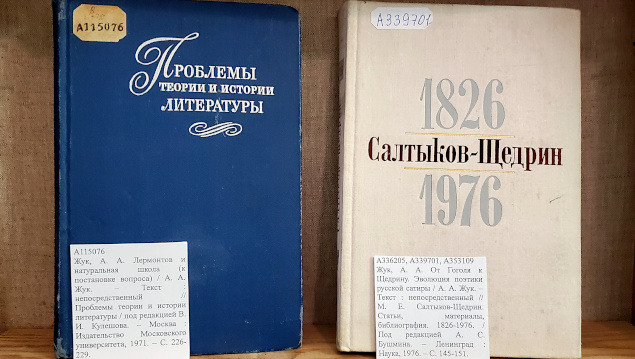 А115076
Проблемы
теории и истории
литературы
А115076
Жук, А. А. Лермонтов и
натуральная школа (к
постановке вопроса) / А. А.
Жук. – Текст :
непосредственный //
Проблемы теории и истории
литературы / под редакцией В.
И. Кулешова. – Москва :
Издательство Московского
университета, 1971. – С. 226-
229.
А339701
1826
Салтыков-Щедрин
1976
А336205, А339701, А353109
Жук, А. А. От Гоголя к
Щедрину. Эволюция поэтики
русской сатиры / А. А. Жук. –
Текст : непосредственный //
М. Е. Салтыков-Щедрин.
Статьи, материалы,
библиография. 1826-1976. /
Под редакцией А. С.
Бушмина. – Ленинград :
Наука, 1976. – С. 145-151.